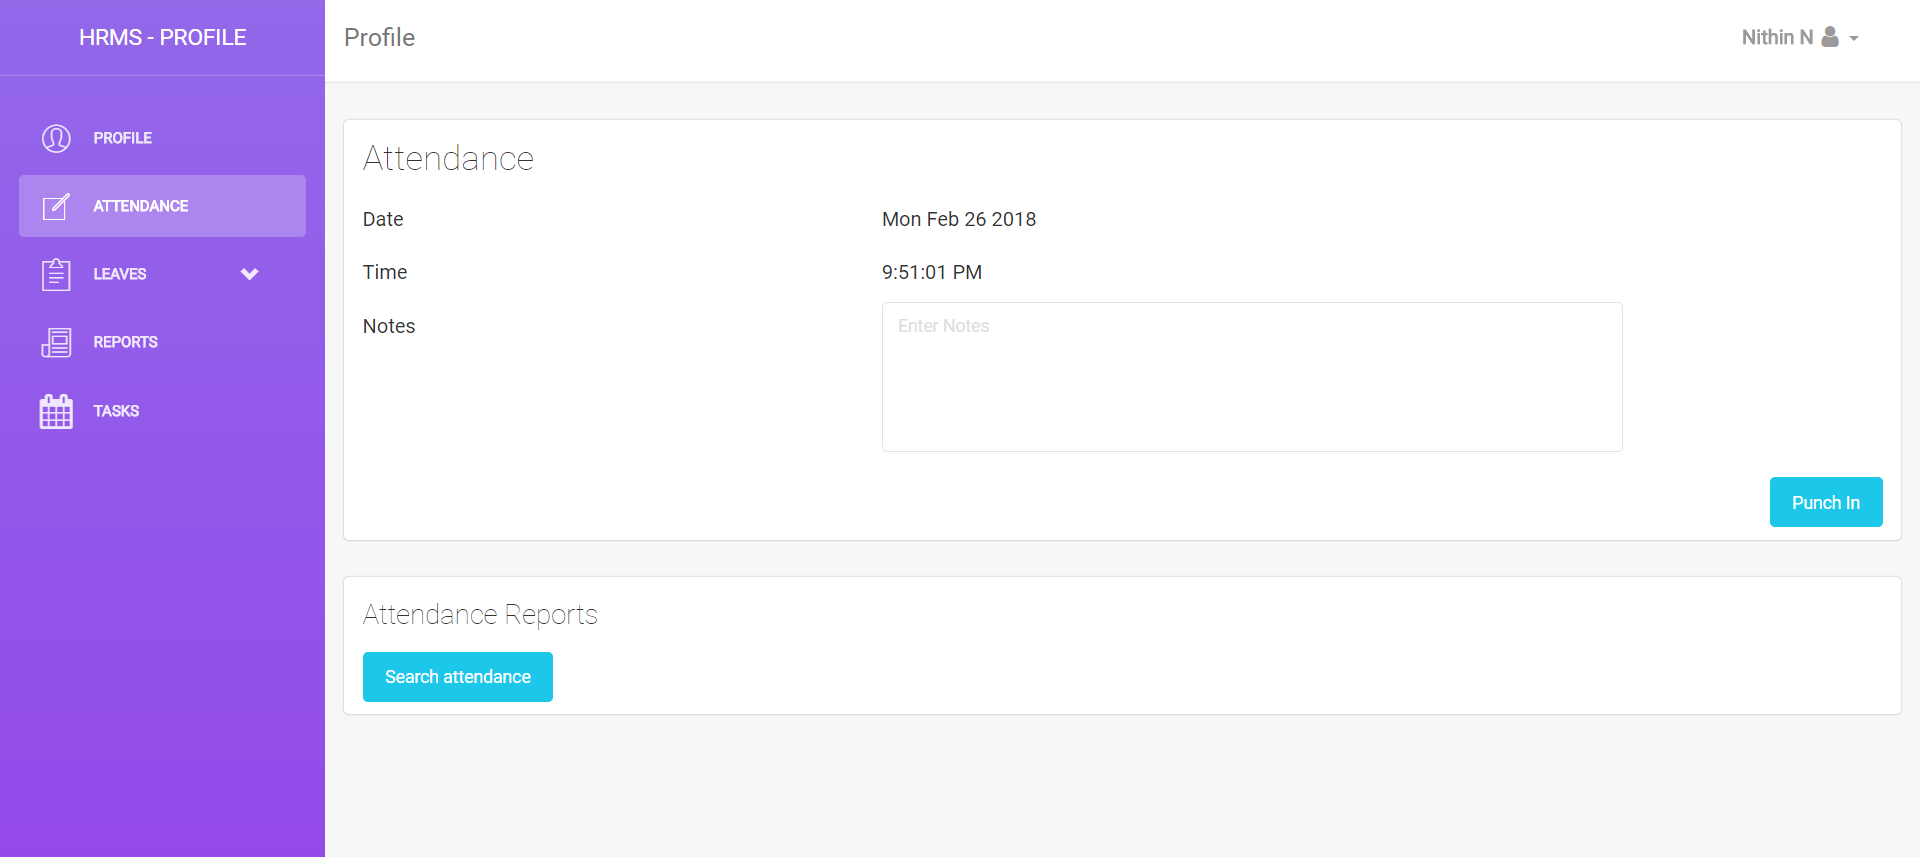 HRMS - PROFILE
Profile
Nithin N
PROFILE
ATTENDANCE
LEAVES
REPORTS
TASKS
Attendance
Date Mon Feb 26 2018
Time 9:51:01 PM
Notes Enter Notes
Punch In
Attendance Reports
Search attendance